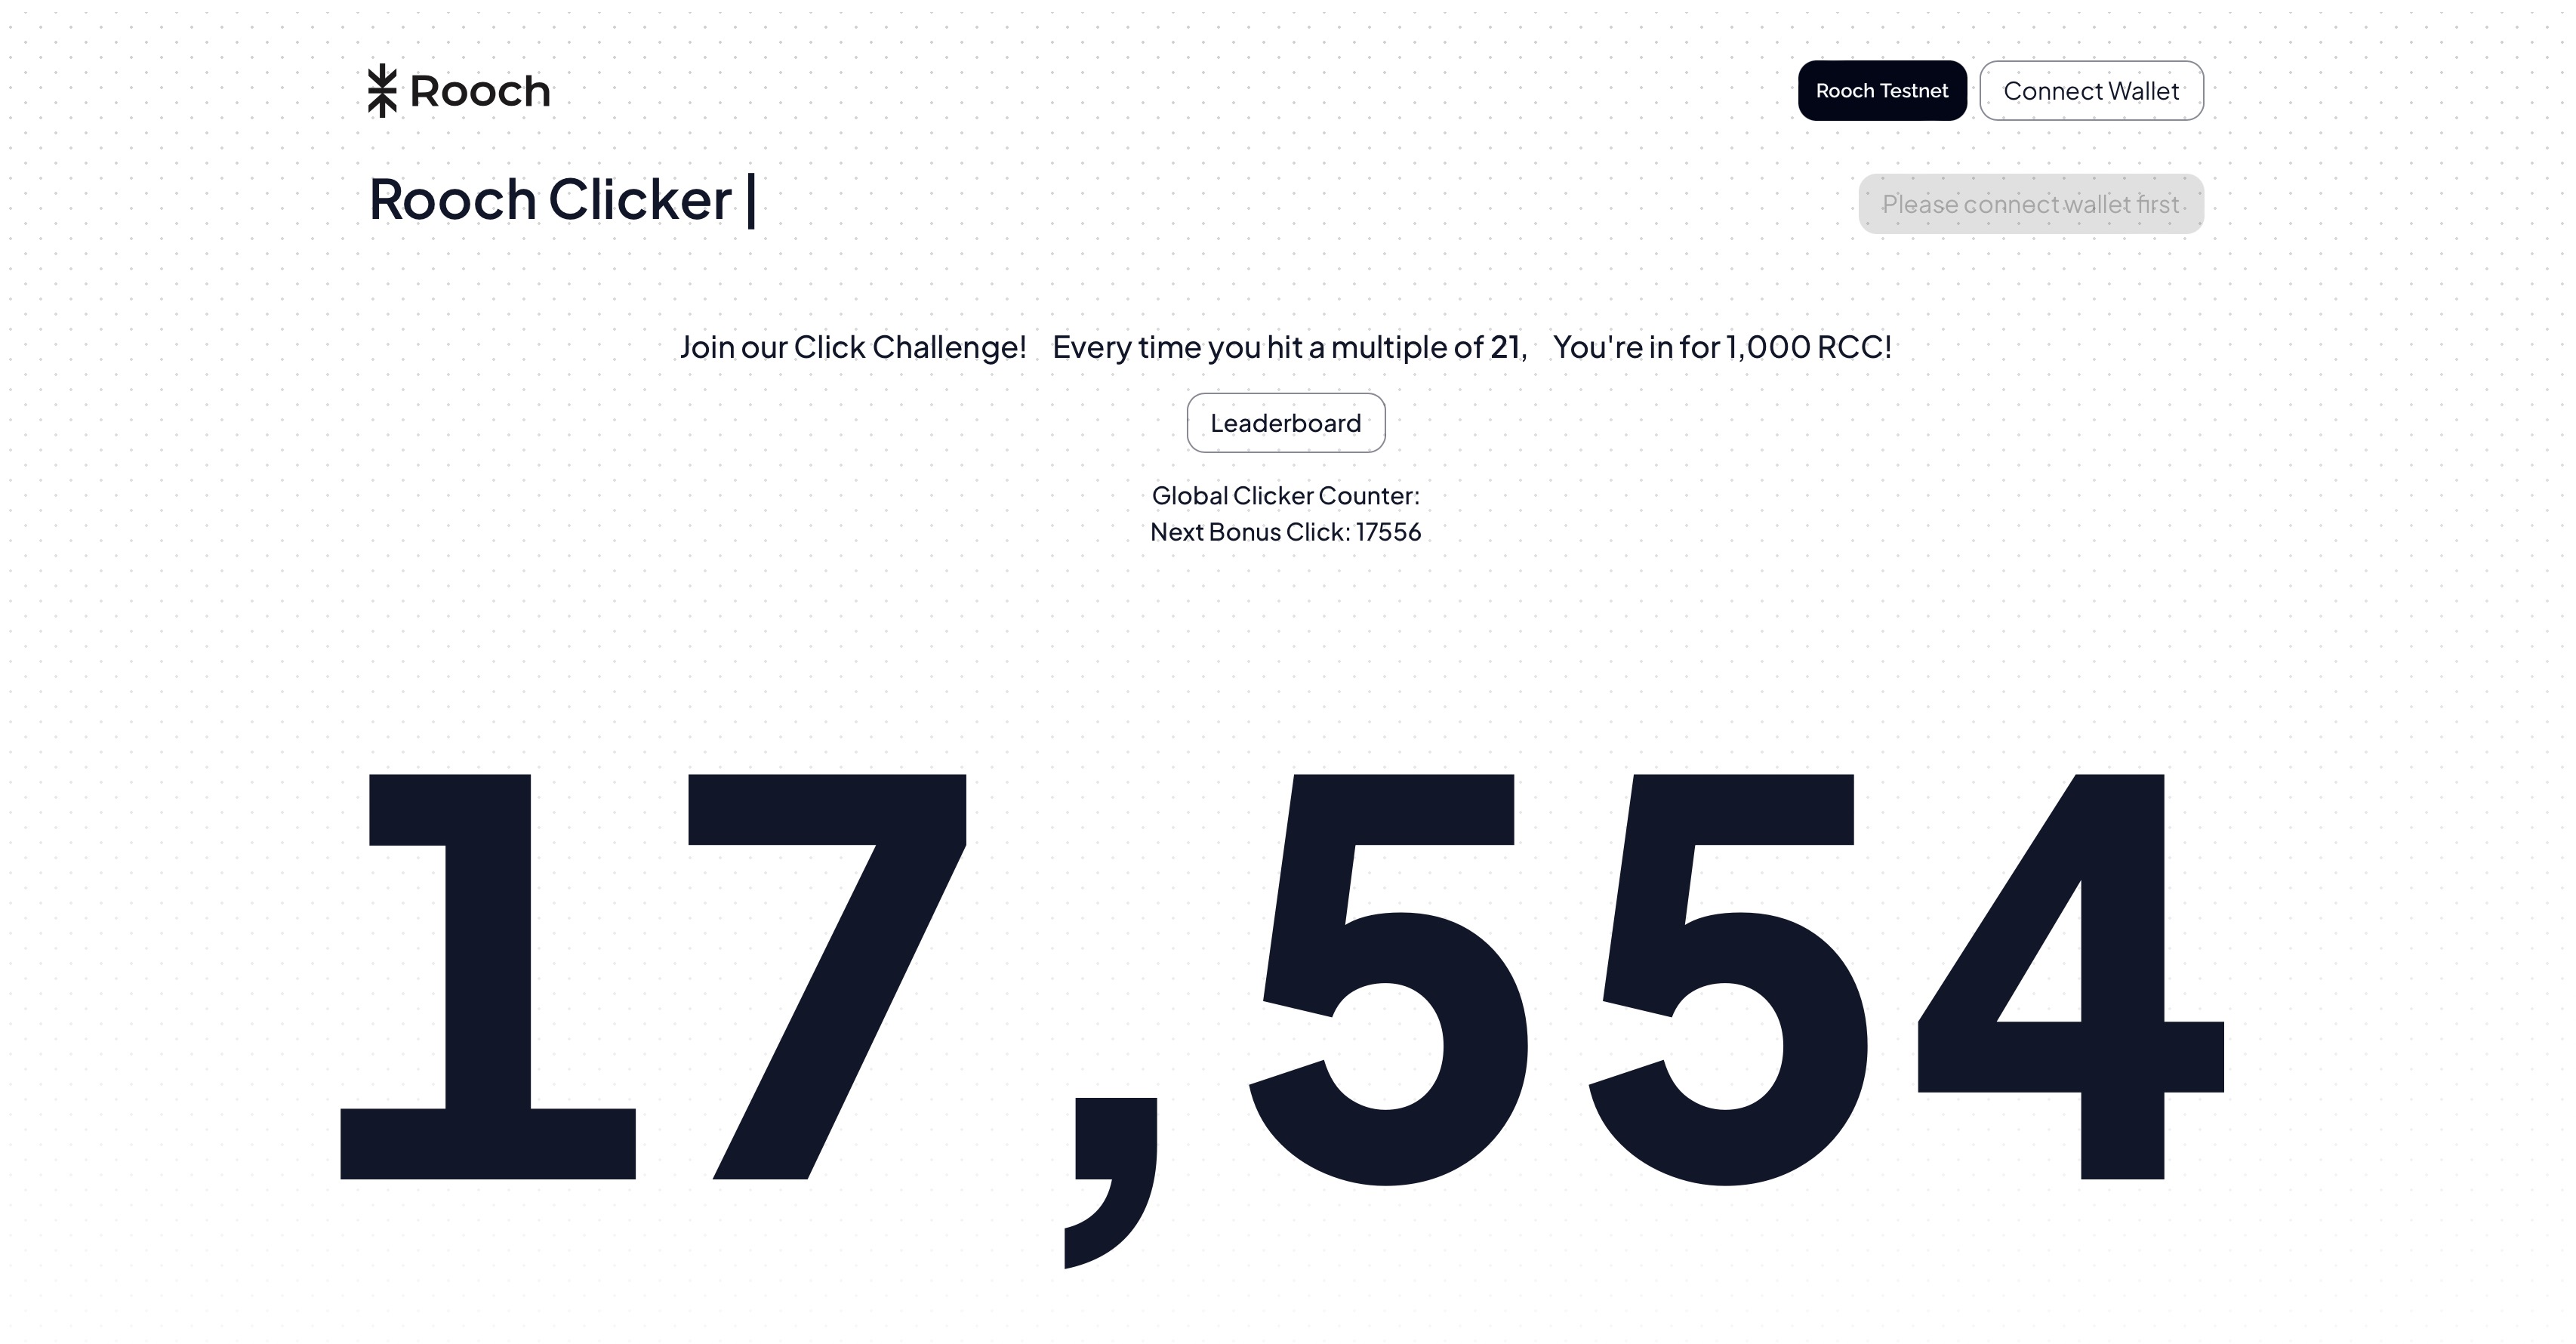 Rooch
Rooch Testnet
Connect Wallet
Rooch Clicker |
Please connect wallet first
Join our Click Challenge! Every time you hit a multiple of 21, You're in for 1,000 RCC!
Leaderboard
Global Clicker Counter:
Next Bonus Click: 17556
17,554